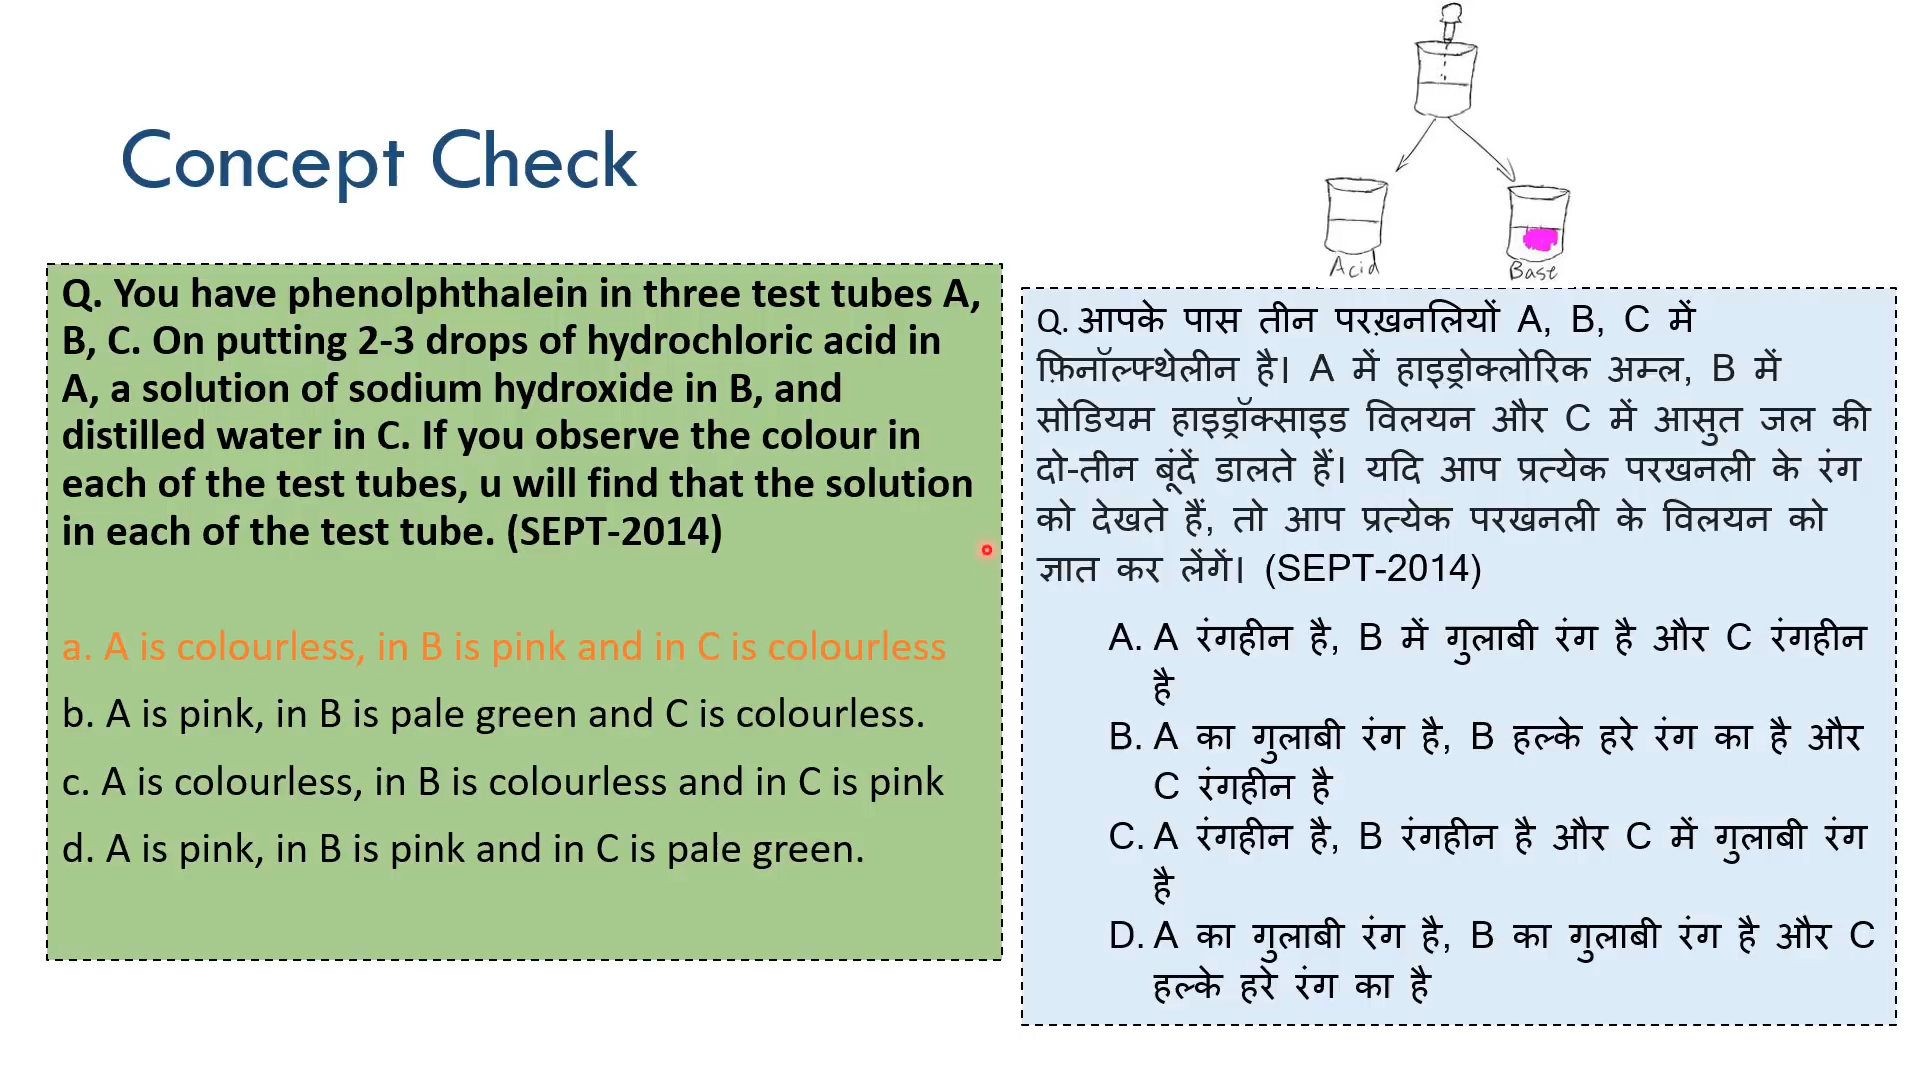 Concept Check
Acid
Base
Q. You have phenolphthalein in three test tubes A,
B, C. On putting 2-3 drops of hydrochloric acid in
A, a solution of sodium hydroxide in B, and
distilled water in C. If you observe the colour in
each of the test tubes, u will find that the solution
in each of the test tube. (SEPT-2014)
a. A is colourless, in B is pink and in C is colourless
b. A is pink, in B is pale green and C is colourless.
c. A is colourless, in B is colourless and in C is pink
d. A is pink, in B is pink and in C is pale green.
Q. आपके पास तीन परख़नलियों A, B, C में
फ़िनॉल्फ्थेलीन है। A में हाइड्रोक्लोरिक अम्ल, B में
सोडियम हाइड्रॉक्साइड विलयन और C में आसुत जल की
दो-तीन बूंदें डालते हैं। यदि आप प्रत्येक परखनली के रंग
को देखते हैं, तो आप प्रत्येक परखनली के विलयन को
ज्ञात कर लेंगें। (SEPT-2014)
A. A रंगहीन है, B में गुलाबी रंग है और C रंगहीन
है
B. A का गुलाबी रंग है, B हल्के हरे रंग का है और
C रंगहीन है
C. A रंगहीन है, B रंगहीन है और C में गुलाबी रंग
है
D. A का गुलाबी रंग है, B का गुलाबी रंग है और C
हल्के हरे रंग का है